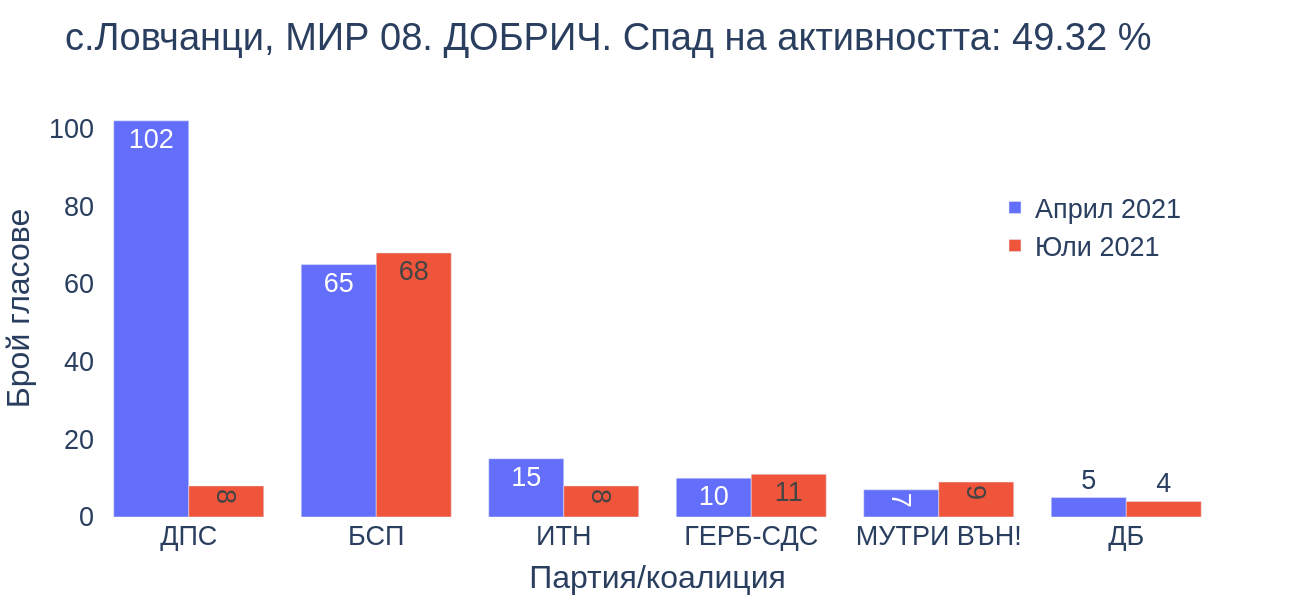 с.Ловчанци, МИР 08. ДОБРИЧ. Спад на активността: 49.32 %
Брой гласове
100
80
60
40
20
0
102
8
65
68
15
8
10
11
7
9
5
4
Април 2021
Юли 2021
ДПС
БСП
ИТН
ГЕРБ-СДС
МУТРИ ВЪН!
ДБ
Партия/коалиция